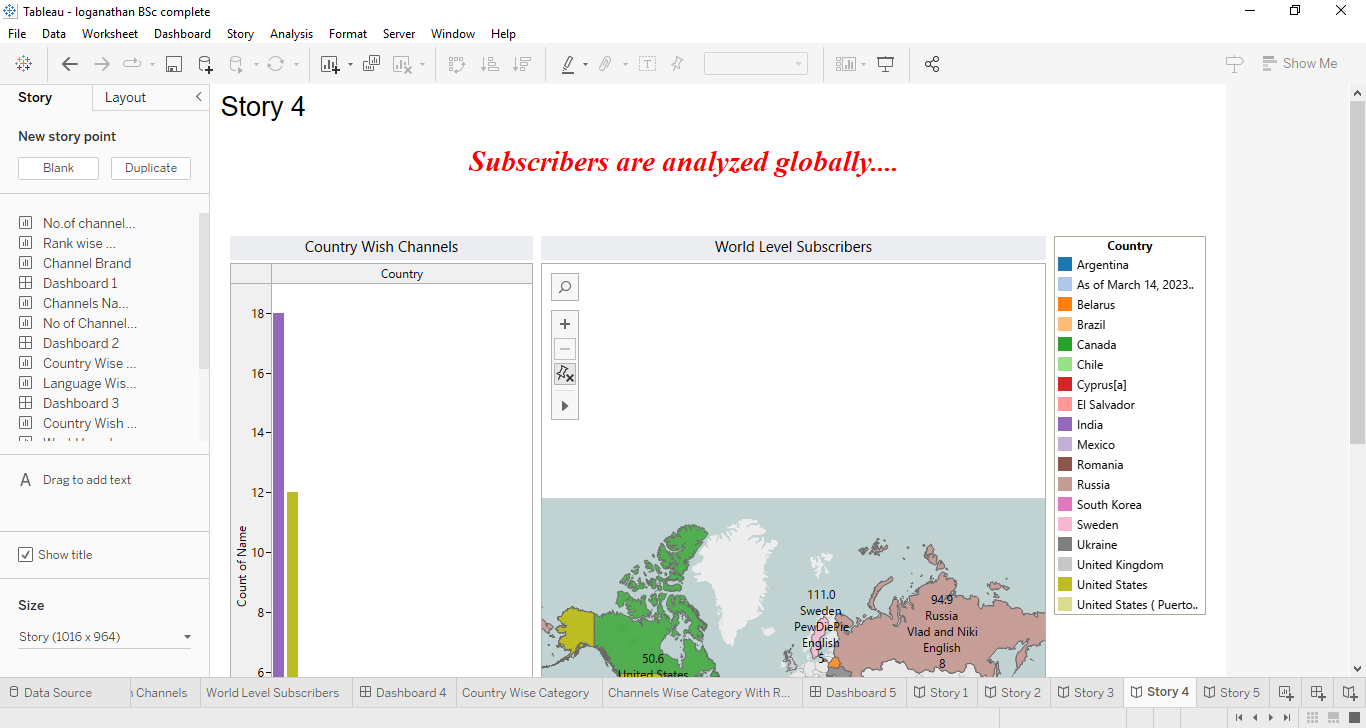 Tableau - loganathan BSc complete
File Data Worksheet Dashboard Story Analysis Format Server Window Help
Show Me
Story Layout
New story point
Blank Duplicate
No.of channel...
Rank wise ...
Channel Brand
Dashboard 1
Channels Na...
No of Channel...
Dashboard 2
Country Wise ...
Language Wis...
Dashboard 3
Country Wish ...
A Drag to add text
Show title
Size
Story (1016 x 964)
Story 4
Subscribers are analyzed globally....
Country Wish Channels
Country
18
16
14
12
10
8
6
Count of Name
World Level Subscribers
111.0
Sweden
PewDiePie
English
5
94.9
Russia
Vlad and Niki
English
8
50.6
United States
Country
Argentina
As of March 14, 2023..
Belarus
Brazil
Canada
Chile
Cyprus[a]
El Salvador
India
Mexico
Romania
Russia
South Korea
Sweden
Ukraine
United Kingdom
United States
United States ( Puerto..
Data Source Channels World Level Subscribers Dashboard 4 Country Wise Category Channels Wise Category With R... Dashboard 5 Story 1 Story 2 Story 3 Story 4 Story 5